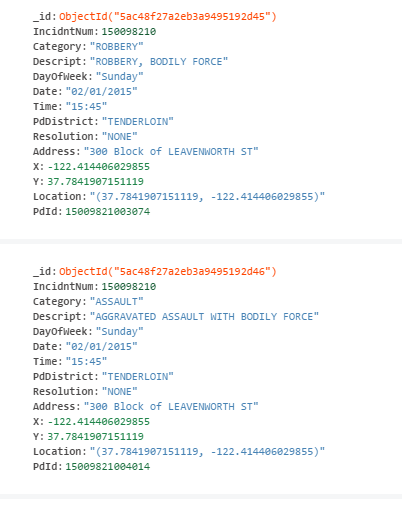 _id: ObjectId("5ac48f27a2eb3a9495192d45")
IncidntNum: 150098210
Category: "ROBBERY"
Descript: "ROBBERY, BODILY FORCE"
DayOfWeek: "Sunday"
Date: "02/01/2015"
Time: "15:45"
PdDistrict: "TENDERLOIN"
Resolution: "NONE"
Address: "300 Block of LEAVENWORTH ST"
X: -122.414406029855
Y: 37.7841907151119
Location: "(37.7841907151119, -122.414406029855)"
PdId: 15009821003074
_id: ObjectId("5ac48f27a2eb3a9495192d46")
IncidntNum: 150098210
Category: "ASSAULT"
Descript: "AGGRAVATED ASSAULT WITH BODILY FORCE"
DayOfWeek: "Sunday"
Date: "02/01/2015"
Time: "15:45"
PdDistrict: "TENDERLOIN"
Resolution: "NONE"
Address: "300 Block of LEAVENWORTH ST"
X: -122.414406029855
Y: 37.7841907151119
Location: "(37.7841907151119, -122.414406029855)"
PdId: 15009821004014